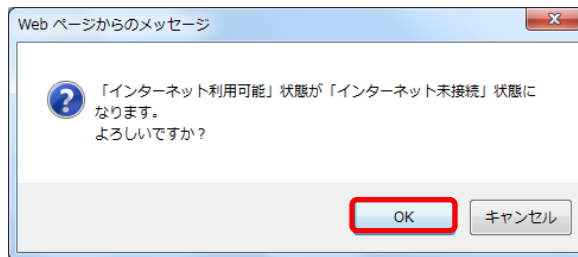 Web ページからのメッセージ
「インターネット利用可能」状態が「インターネット未接続」状態に
なります。
よろしいですか？
OK キャンセル